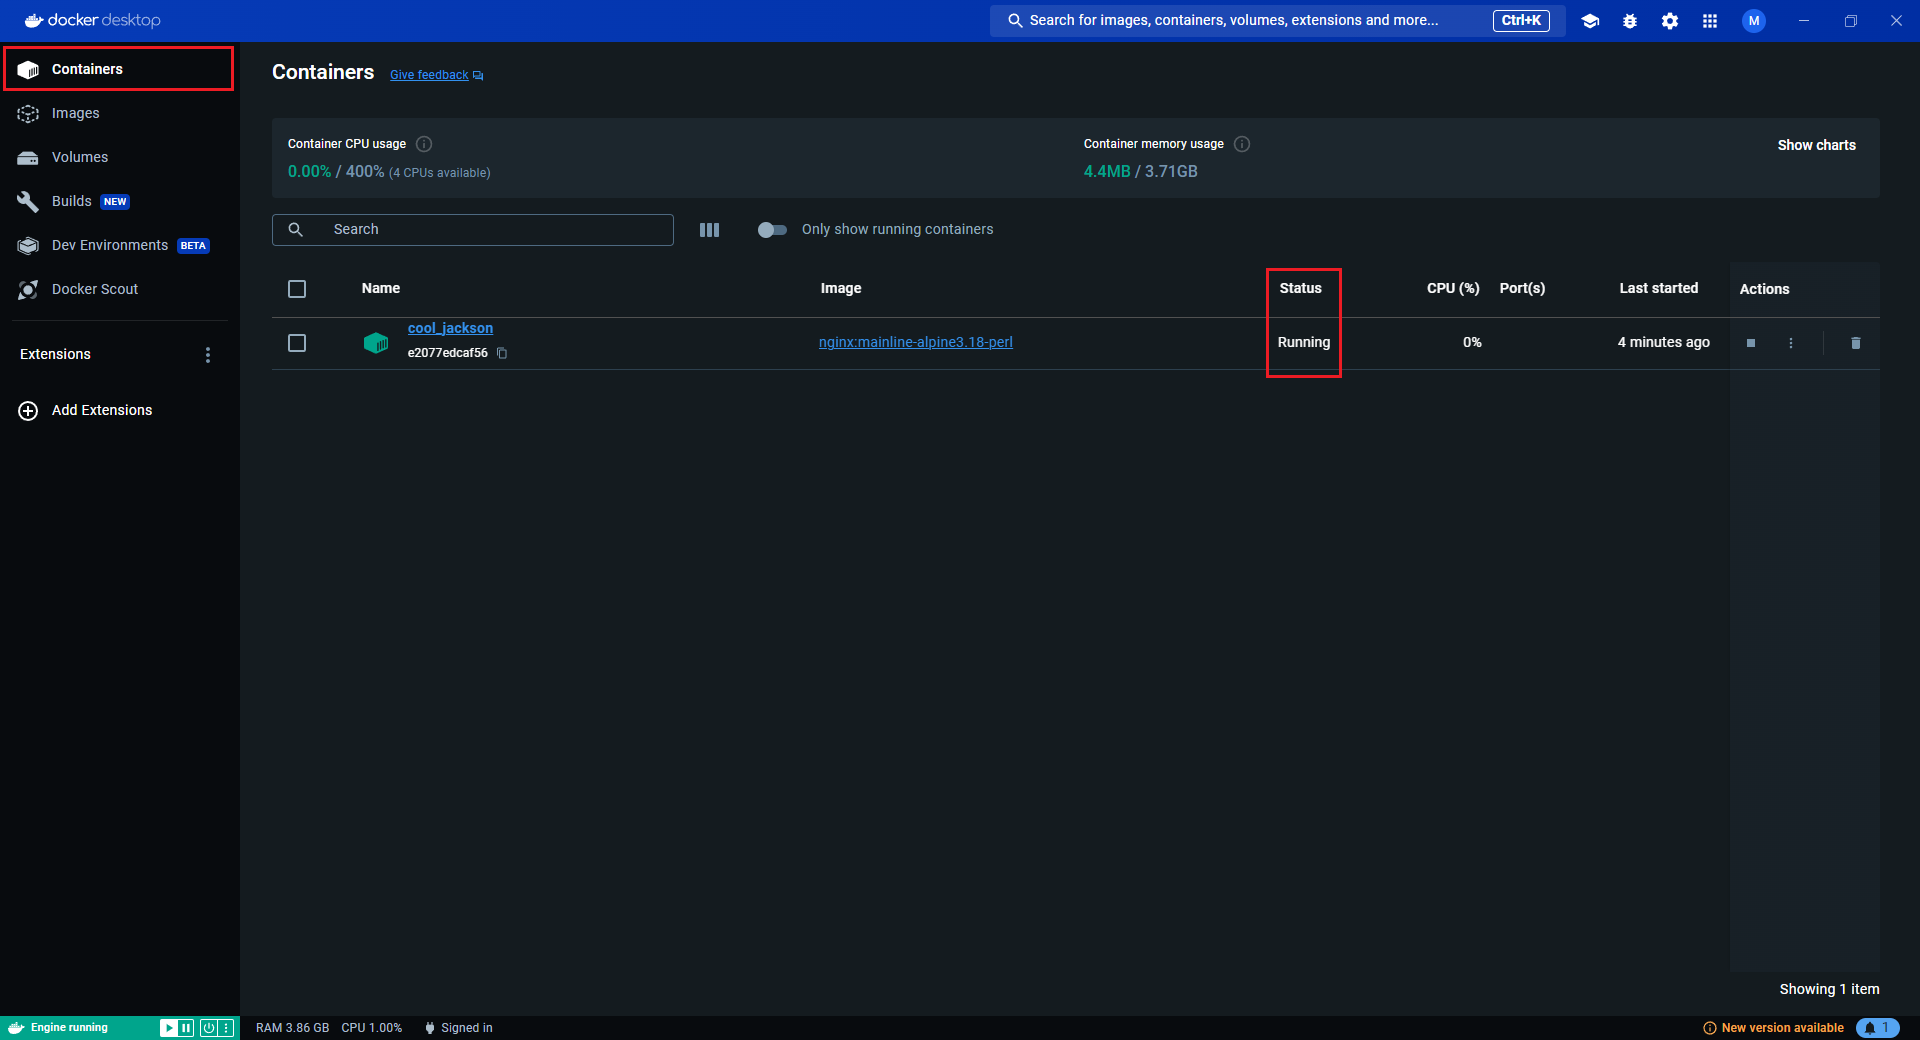 docker desktop
Search for images, containers, volumes, extensions and more... Ctrl+K
M
Containers
Images
Volumes
Builds NEW
Dev Environments BETA
Docker Scout
Extensions
Add Extensions
Containers Give feedback
Container CPU usage
0.00% / 400% (4 CPUs available)
Container memory usage
4.4MB / 3.71GB
Show charts
Search
Only show running containers
Name Image Status CPU (%) Port(s) Last started Actions
cool_jackson
e2077edcaf56
nginx:mainline-alpine3.18-perl Running 0% 4 minutes ago
Showing 1 item
Engine running
RAM 3.86 GB CPU 1.00% Signed in
New version available 1